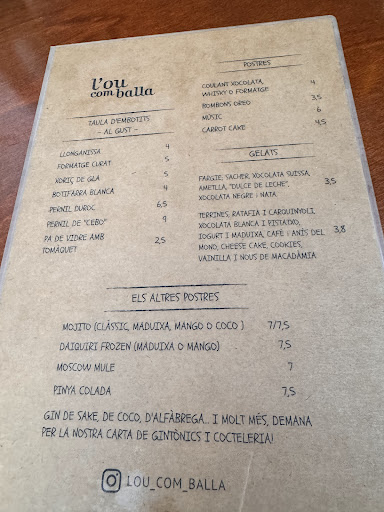 l'ou
com balla
TAULA D'EMBOTITS
- AL GUST -
LLONGANISSA 4
FORMATGE CURAT 5
XORIÇ DE GLA 5
BOTIFARRA BLANCA 4
PERNIL DUROC 6,5
PERNIL DE "CEBO" 9
PA DE VIDRE AMB
TOMÀQUET 2,5
POSTRES
COULANT XOCOLATA,
WHISKY O FORMATGE 4
BOMBONS OREO 3,5
MÚSIC 6
CARROT CAKE 4,5
GELATS
FARGIE, SACHER, XOCOLATA SUISSA,
AMETLLA, "DULCE DE LECHE", 3,5
XOCOLATA NEGRE i NATA.
TERRINES, RATAFIA I CARQUINYOLI,
XOCOLATA BLANCA I PISTATXO,
IOGURT I MADUIXA, CAFÈ i ANÍS DEL 3,8
MONO, CHEESE CAKE, COOKIES,
VAINILLA I NOUS DE MACADÀMIA
ELS ALTRES POSTRES
MOJITO (CLÀSSIC, MADUIXA, MANGO O COCO ) 7/7,5
DAIQUIRI FROZEN (MADUIXA O MANGO) 7,5
MOSCOW MULE 7
PINYA COLADA 7,5
GIN DE SAKE, DE COCO, D'ALFÀBREGA... I MOLT MÉS, DEMANA
PER LA NOSTRA CARTA DE GINTÒNICS I COCTELERIA!
LOU_COM_BALLA